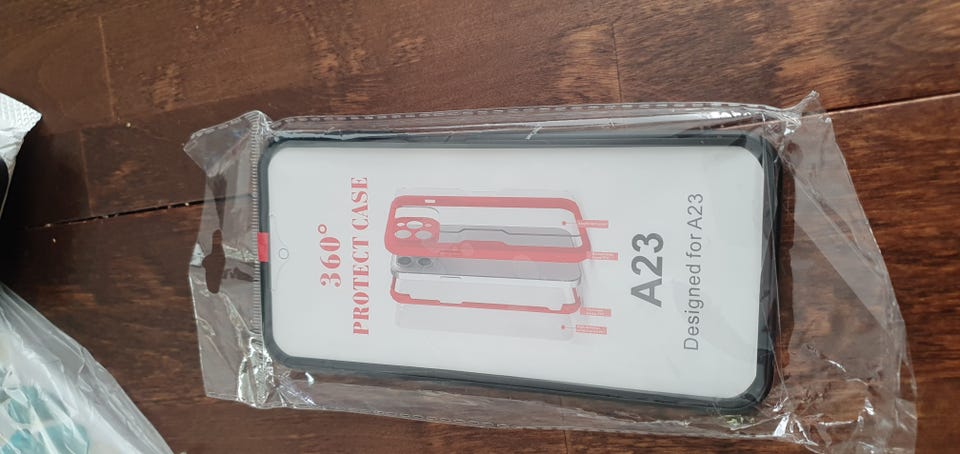 360°
PROTECT CASE
A23
Designed for A23